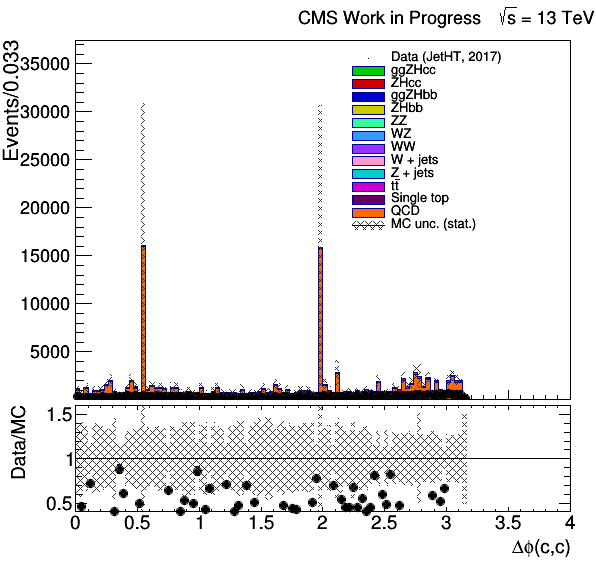 CMS Work in Progress √s = 13 TeV
Events/0.033
35000
30000
25000
20000
15000
10000
5000
Data (JetHT, 2017)
ggZHcc
ZHcc
ggZHbb
ZHbb
ZZ
WZ
WW
W + jets
Z + jets
tt̄
Single top
QCD
MC unc. (stat.)
Data/MC
1.5
1
0.5
0 0.5 1 1.5 2 2.5 3 3.5 4
Δϕ(c,c)